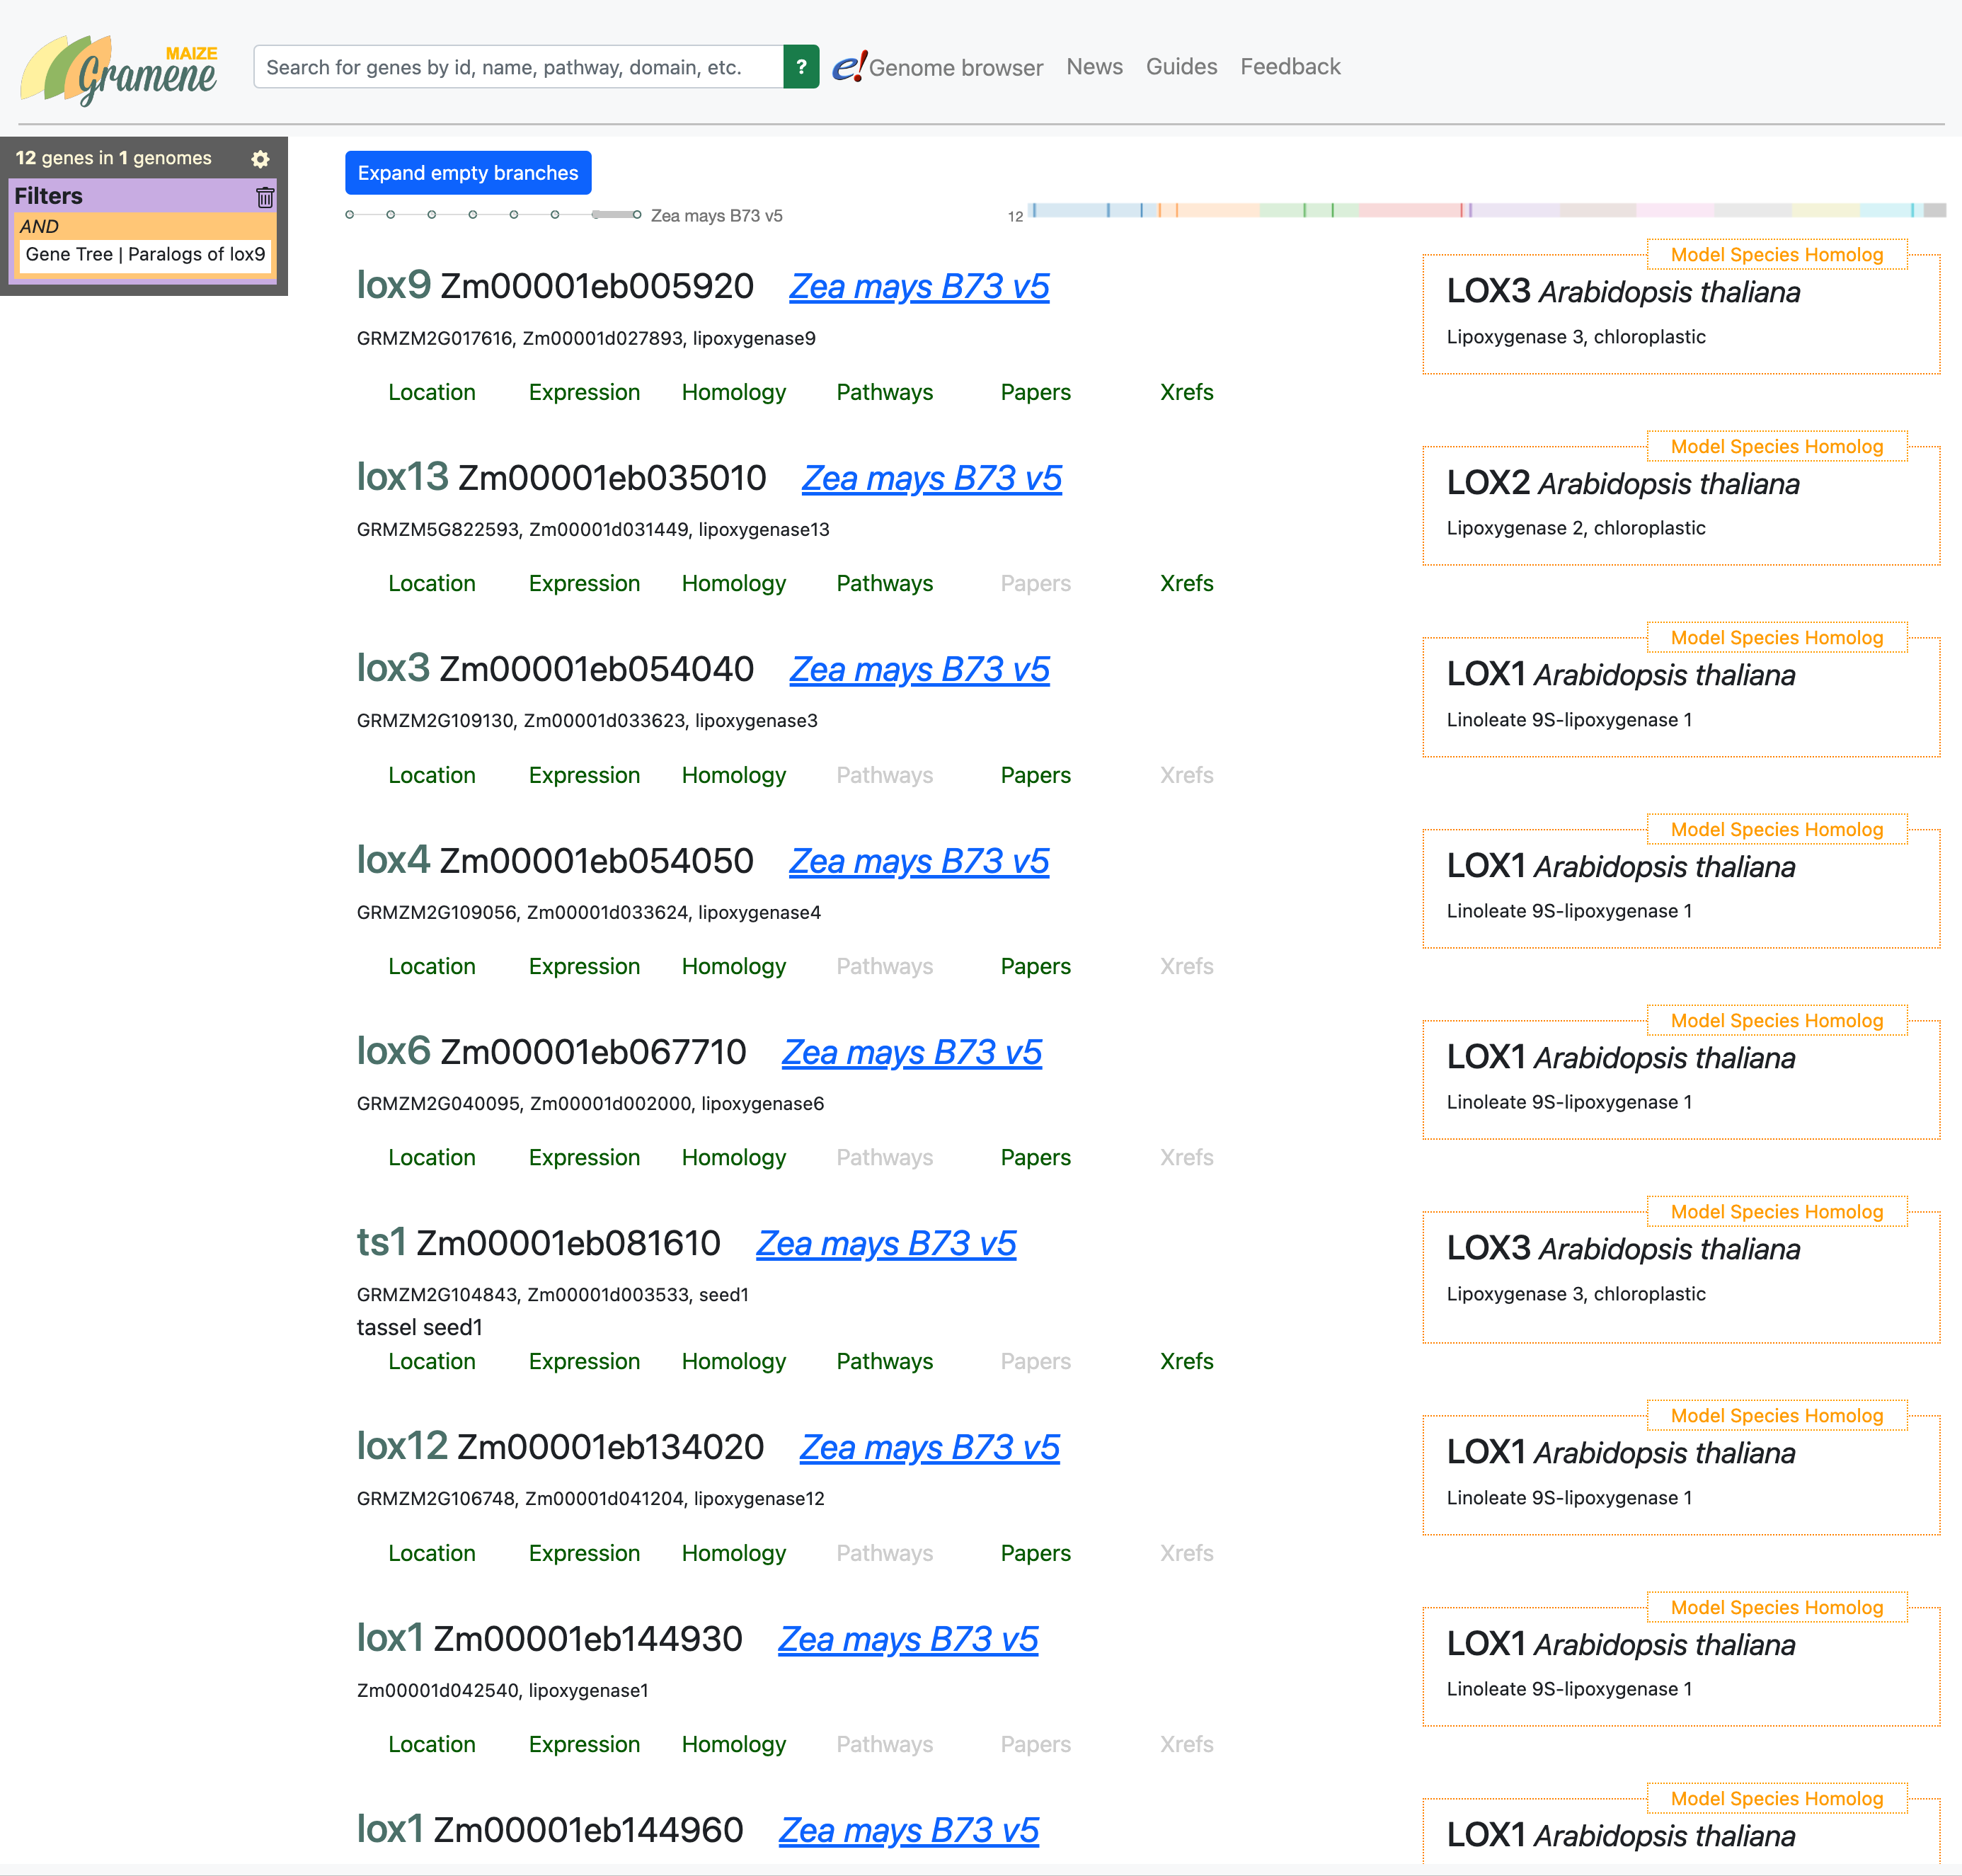 MAIZE
Gramene
Search for genes by id, name, pathway, domain, etc.
?
e! Genome browser
News
Guides
Feedback
12 genes in 1 genomes
Filters
AND
Gene Tree | Paralogs of lox9
Expand empty branches
Zea mays B73 v5
12
lox9 Zm00001eb005920 Zea mays B73 v5
GRMZM2G017616, Zm00001d027893, lipoxygenase9
Location Expression Homology Pathways Papers Xrefs
Model Species Homolog
LOX3 Arabidopsis thaliana
Lipoxygenase 3, chloroplastic
lox13 Zm00001eb035010 Zea mays B73 v5
GRMZM5G822593, Zm00001d031449, lipoxygenase13
Location Expression Homology Pathways Papers Xrefs
Model Species Homolog
LOX2 Arabidopsis thaliana
Lipoxygenase 2, chloroplastic
lox3 Zm00001eb054040 Zea mays B73 v5
GRMZM2G109130, Zm00001d033623, lipoxygenase3
Location Expression Homology Pathways Papers Xrefs
Model Species Homolog
LOX1 Arabidopsis thaliana
Linoleate 9S-lipoxygenase 1
lox4 Zm00001eb054050 Zea mays B73 v5
GRMZM2G109056, Zm00001d033624, lipoxygenase4
Location Expression Homology Pathways Papers Xrefs
Model Species Homolog
LOX1 Arabidopsis thaliana
Linoleate 9S-lipoxygenase 1
lox6 Zm00001eb067710 Zea mays B73 v5
GRMZM2G040095, Zm00001d002000, lipoxygenase6
Location Expression Homology Pathways Papers Xrefs
Model Species Homolog
LOX1 Arabidopsis thaliana
Linoleate 9S-lipoxygenase 1
ts1 Zm00001eb081610 Zea mays B73 v5
GRMZM2G104843, Zm00001d003533, seed1
tassel seed1
Location Expression Homology Pathways Papers Xrefs
Model Species Homolog
LOX3 Arabidopsis thaliana
Lipoxygenase 3, chloroplastic
lox12 Zm00001eb134020 Zea mays B73 v5
GRMZM2G106748, Zm00001d041204, lipoxygenase12
Location Expression Homology Pathways Papers Xrefs
Model Species Homolog
LOX1 Arabidopsis thaliana
Linoleate 9S-lipoxygenase 1
lox1 Zm00001eb144930 Zea mays B73 v5
Zm00001d042540, lipoxygenase1
Location Expression Homology Pathways Papers Xrefs
Model Species Homolog
LOX1 Arabidopsis thaliana
Linoleate 9S-lipoxygenase 1
lox1 Zm00001eb144960 Zea mays B73 v5
Model Species Homolog
LOX1 Arabidopsis thaliana